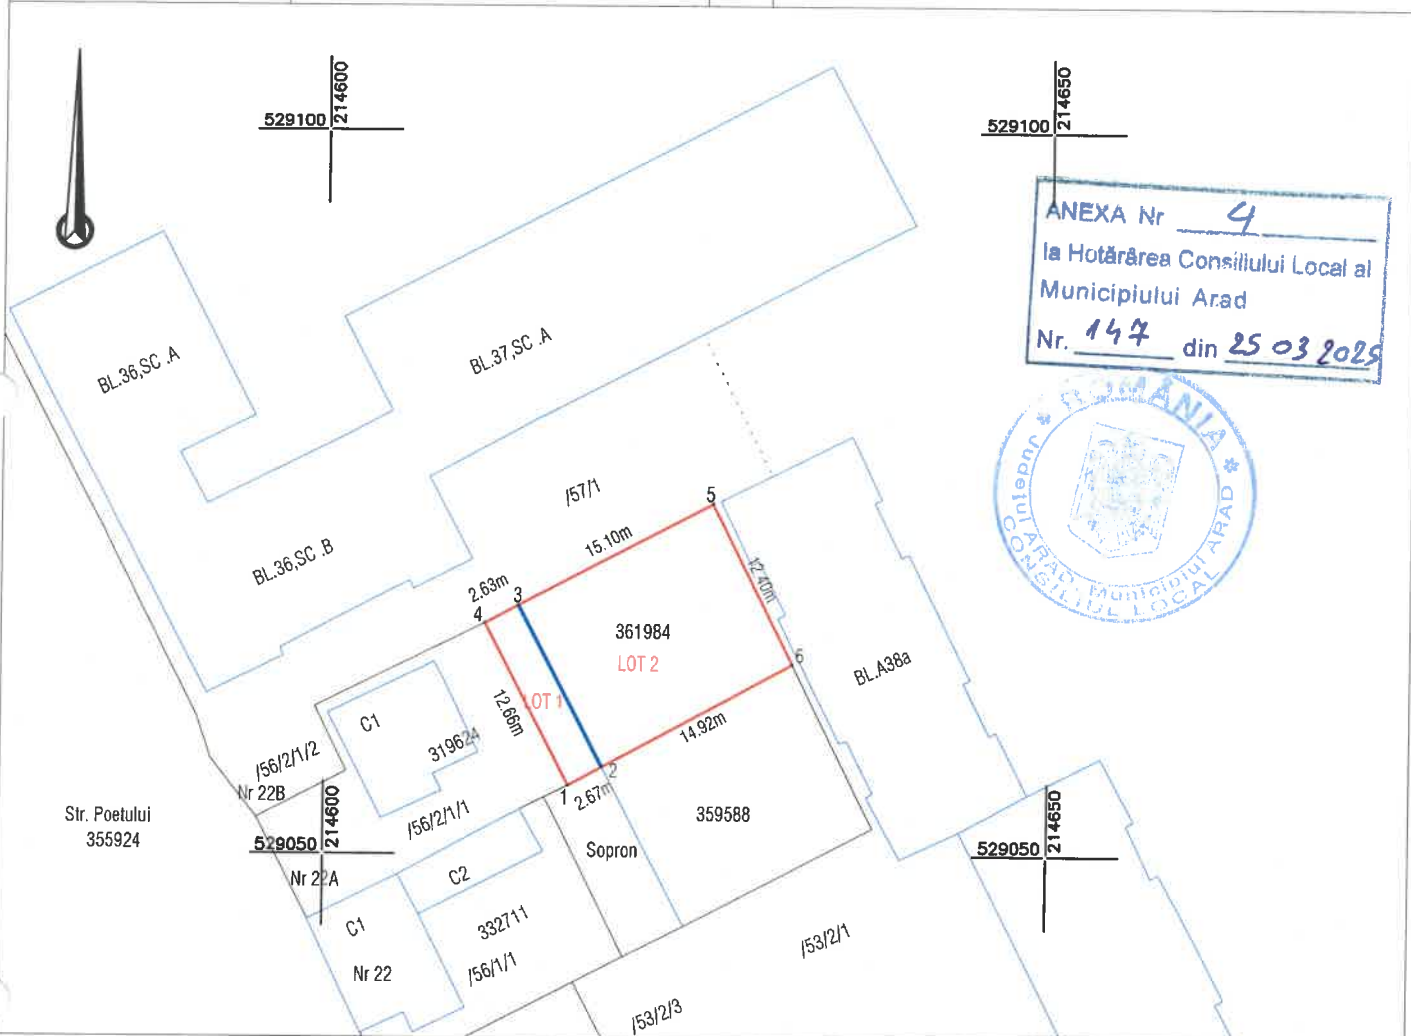 529100
214600
529100
214650
ANEXA Nr 4
la Hotărârea Consiliului Local al
Municipiului Arad
Nr. 147 din 25 03 2025
ROMÂNIA
Județul ARAD Municipiul ARAD
CONSILIUL LOCAL
BL.36,SC .A
BL.37,SC .A
BL.36,SC .B
/57/1
5
15.10m
2.63m
3
4
12.40m
361984
LOT 2
6
BL.A38a
LOT 1
12.66m
14.92m
C1
319624
/56/2/1/2
Nr 22B
2
1
2.67m
214600
529050
/56/2/1/1
Str. Poetului
355924
359588
Sopron
214650
529050
Nr 22A
C2
C1
332711
/53/2/1
Nr 22
/56/1/1
/53/2/3